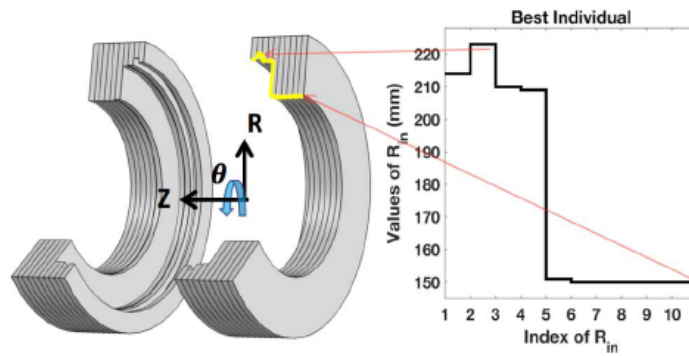 Best Individual
R
θ
Z
Values of R_in (mm)
220
210
200
190
180
170
160
150
1 2 3 4 5 6 7 8 9 10
Index of R_in